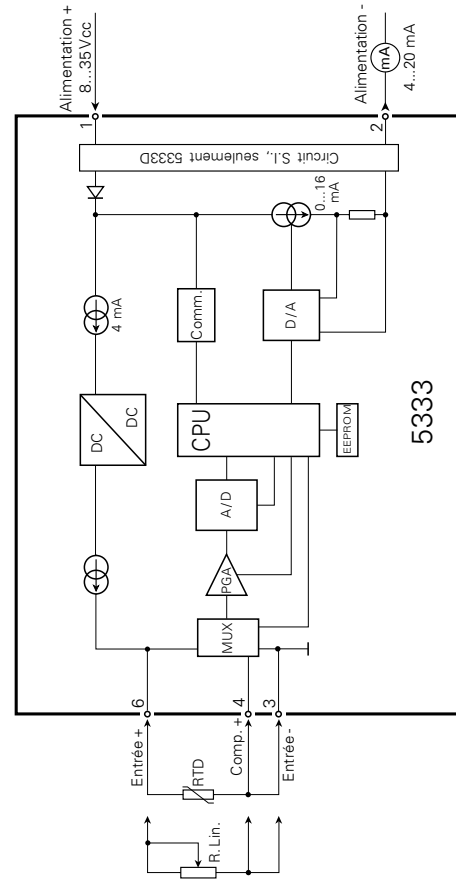 Alimentation +
8...35 Vcc
Alimentation -
mA
4...20 mA
1
2
Circuit S.I., seulement 5333D
4 mA
0...16
mA
DC
DC
Comm.
D/A
CPU
EEPROM
A/D
PGA
MUX
5333
6
4
3
Entrée +
Comp. +
Entrée -
RTD
R. Lin.